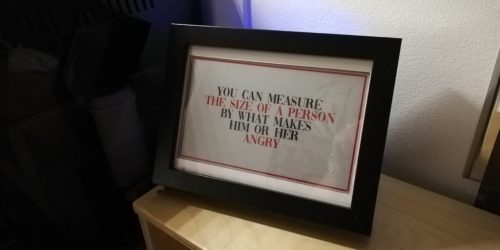 YOU CAN MEASURE
THE SIZE OF A PERSON
BY WHAT MAKES
HIM OR HER
ANGRY